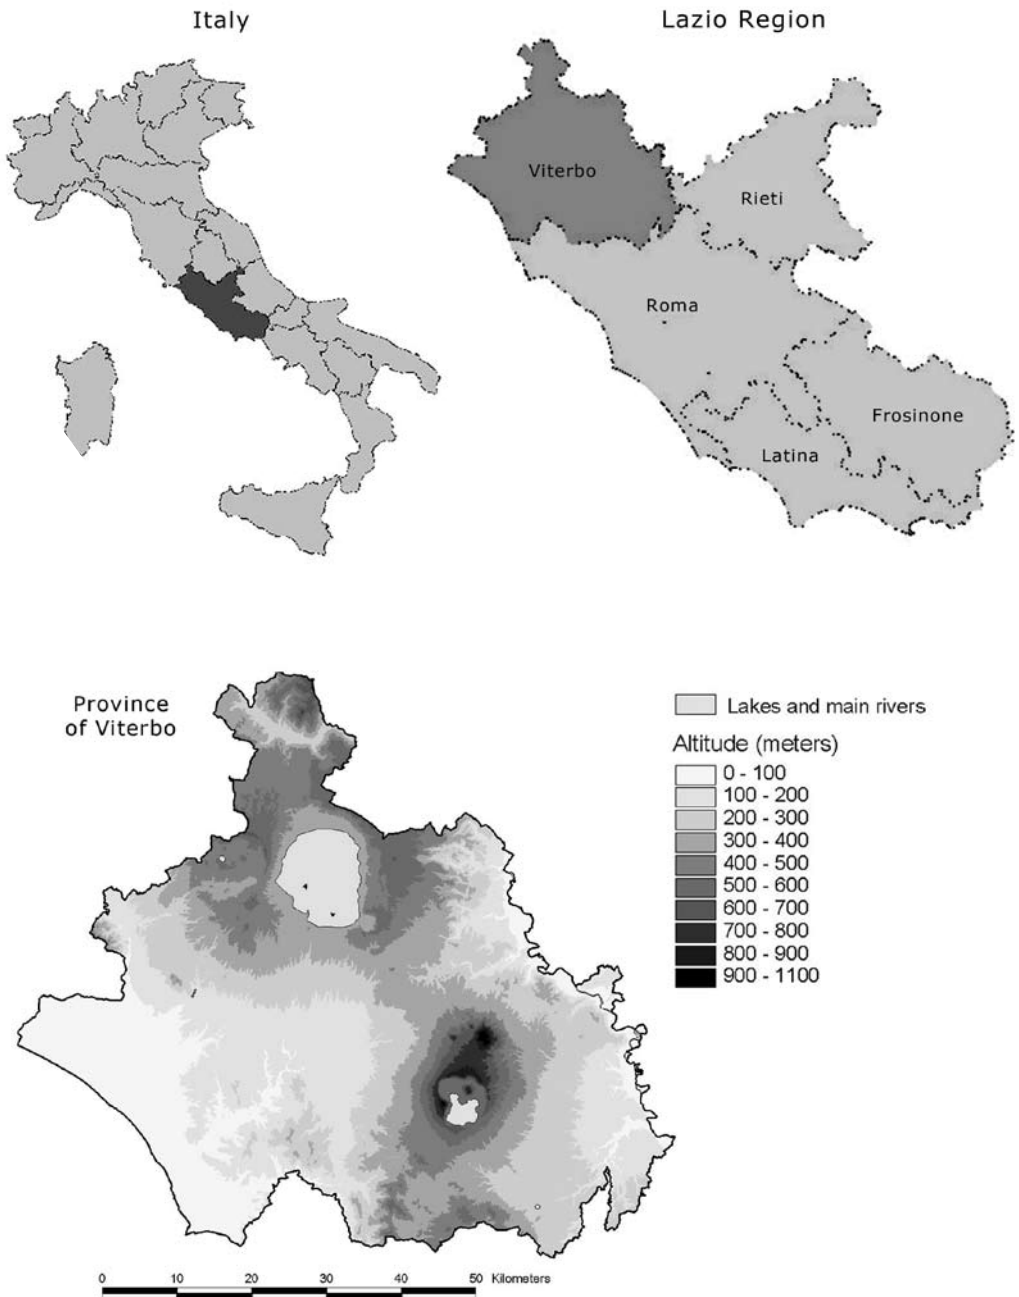 Italy
Lazio Region
Viterbo
Rieti
Roma
Frosinone
Latina
Province
of Viterbo
Lakes and main rivers
Altitude (meters)
0 - 100
100 - 200
200 - 300
300 - 400
400 - 500
500 - 600
600 - 700
700 - 800
800 - 900
900 - 1100
0 10 20 30 40 50 Kilometers